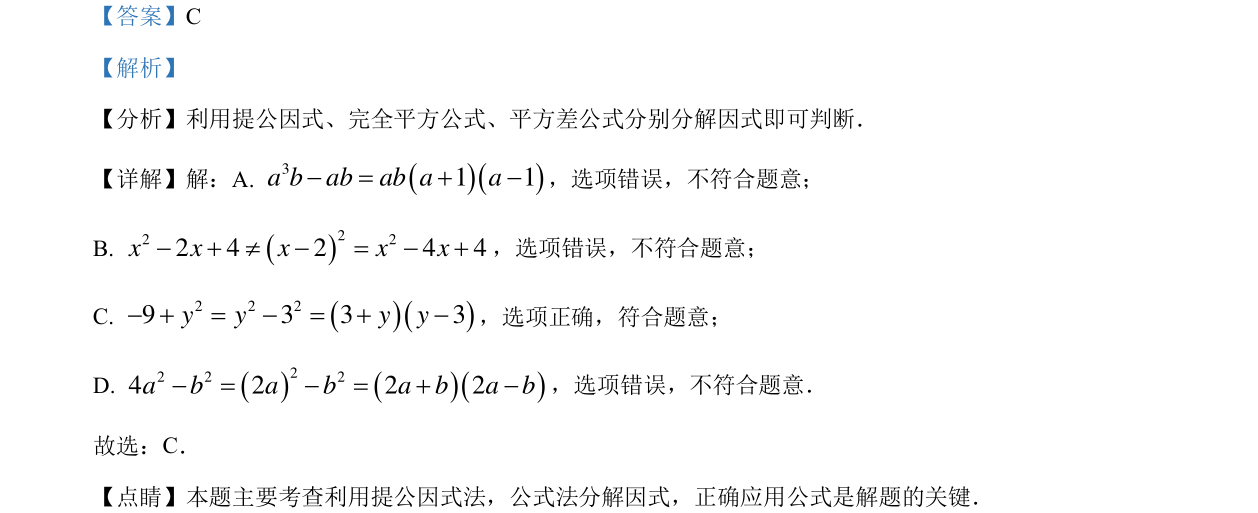 【答案】C
【解析】
【分析】利用提公因式、完全平方公式、平方差公式分别分解因式即可判断．
【详解】解：A. a³b－ab＝ab(a＋1)(a－1)，选项错误，不符合题意；
B. x²－2x＋4≠(x－2)²＝x²－4x＋4，选项错误，不符合题意；
C. －9＋y²＝y²－3²＝(3＋y)(y－3)，选项正确，符合题意；
D. 4a²－b²＝(2a)²－b²＝(2a＋b)(2a－b)，选项错误，不符合题意．
故选：C．
【点睛】本题主要考查利用提公因式法，公式法分解因式，正确应用公式是解题的关键．